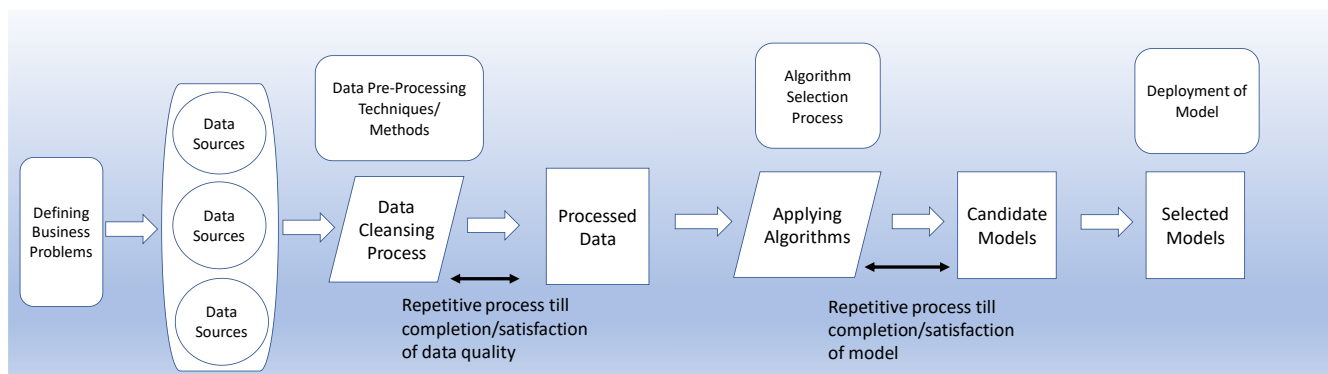 Defining
Business
Problems
Data
Sources
Data
Sources
Data
Sources
Data Pre-Processing
Techniques/
Methods
Data
Cleansing
Process
Repetitive process till
completion/satisfaction
of data quality
Processed
Data
Algorithm
Selection
Process
Applying
Algorithms
Repetitive process till
completion/satisfaction
of model
Candidate
Models
Deployment of
Model
Selected
Models